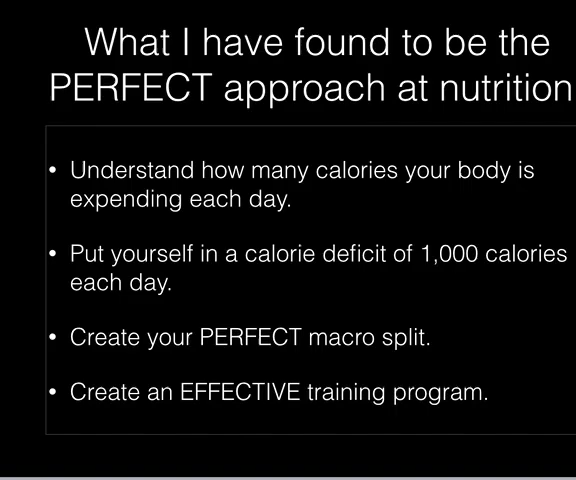 What I have found to be the
PERFECT approach at nutrition
• Understand how many calories your body is
expending each day.
• Put yourself in a calorie deficit of 1,000 calories
each day.
• Create your PERFECT macro split.
• Create an EFFECTIVE training program.